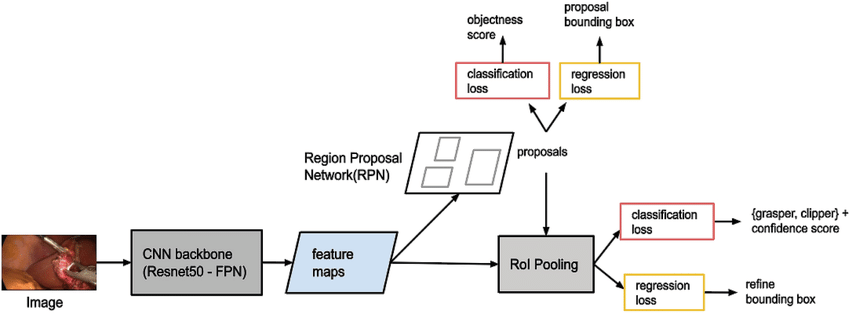 objectness
score
proposal
bounding box
classification
loss
regression
loss
Region Proposal
Network(RPN)
proposals
CNN backbone
(Resnet50 - FPN)
feature
maps
RoI Pooling
classification
loss
{grasper, clipper} +
confidence score
regression
loss
refine
bounding box
Image